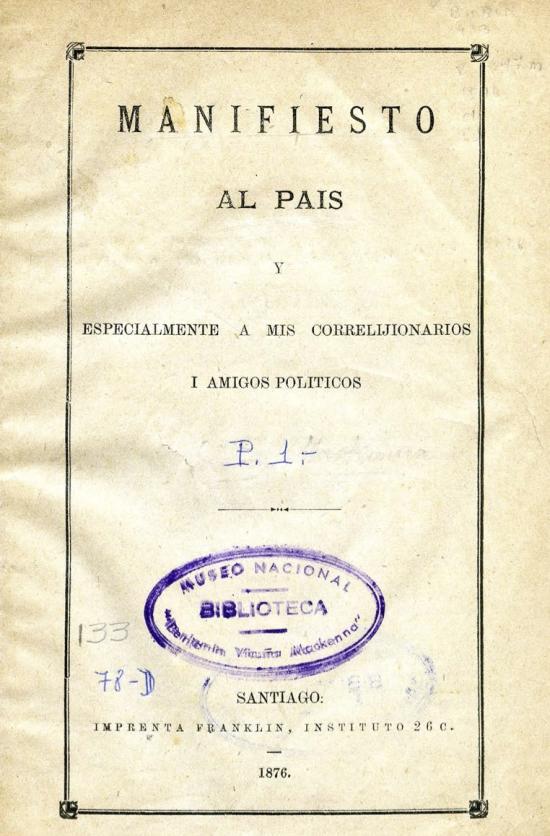 MANIFIESTO
AL PAIS
Y
ESPECIALMENTE A MIS CORRELIJIONARIOS
I AMIGOS POLITICOS
P. 1.-
MUSEO NACIONAL
BIBLIOTECA
"Benjamín Vicuña Mackenna"
133
78-D
SANTIAGO:
IMPRENTA FRANKLIN, INSTITUTO 26 C.
1876.